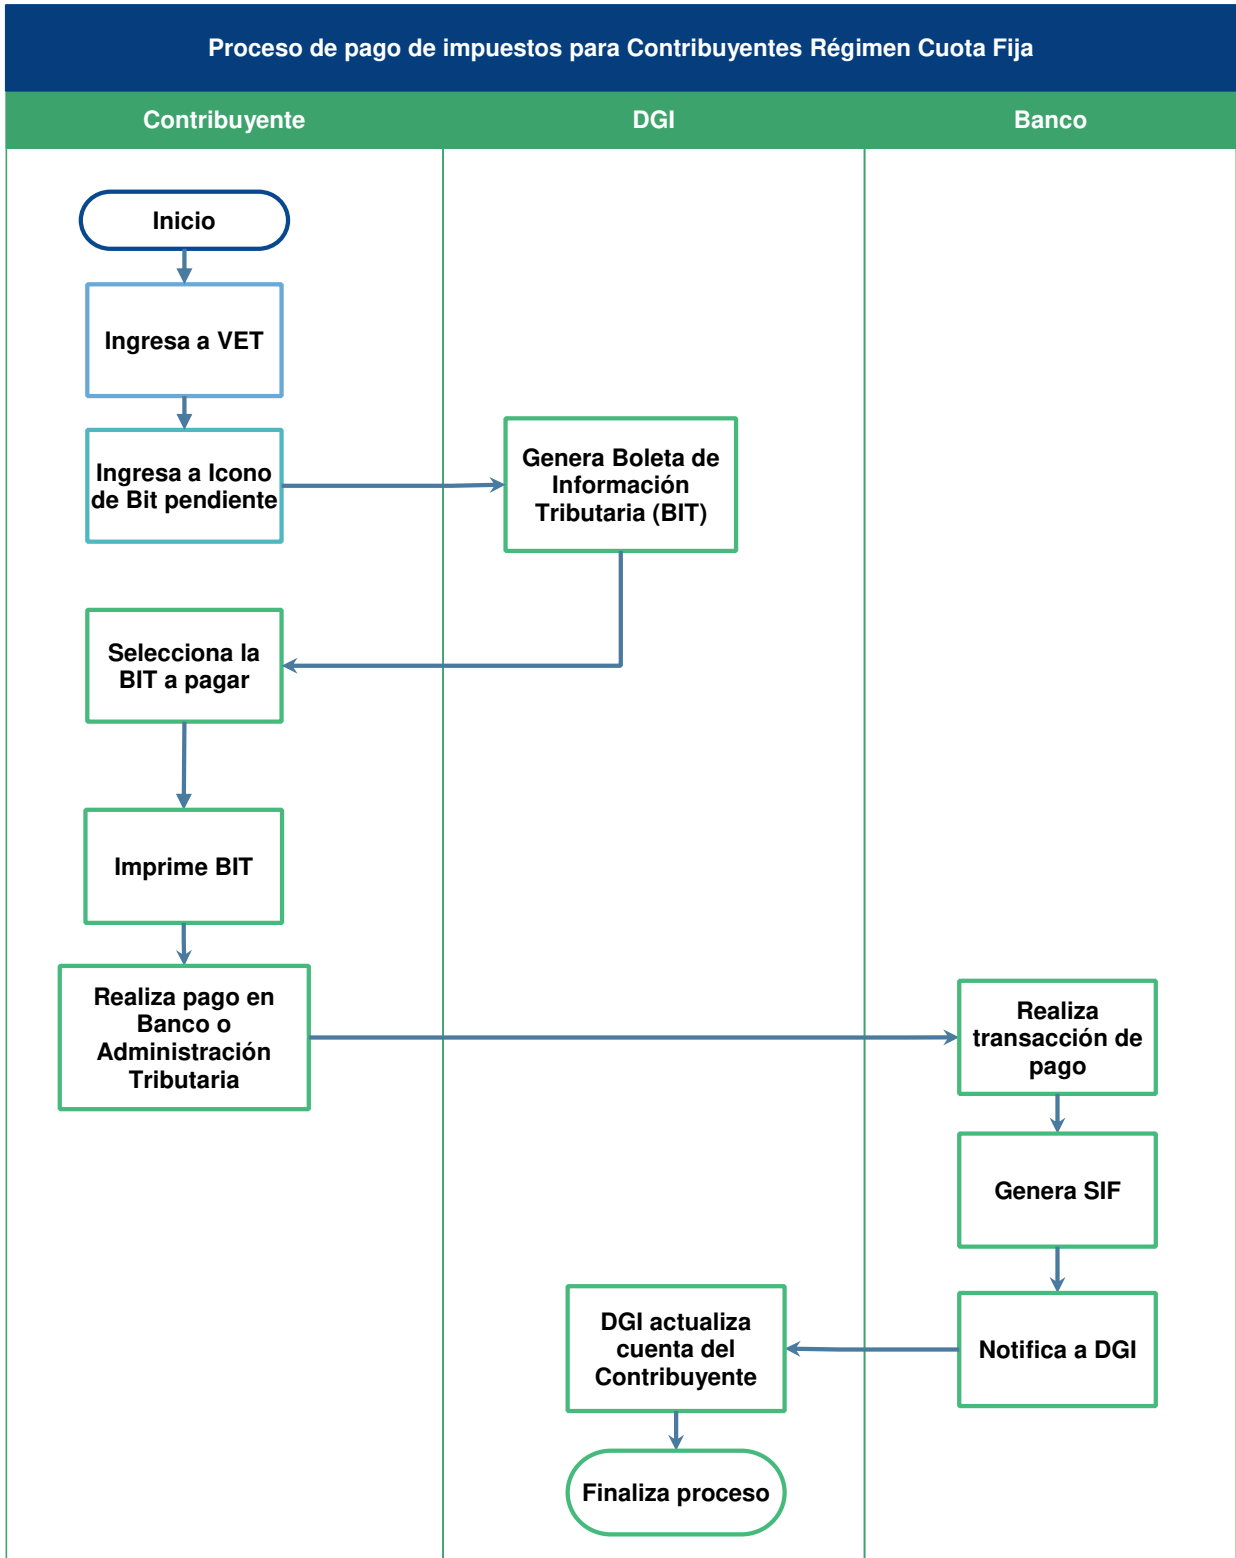 Proceso de pago de impuestos para Contribuyentes Régimen Cuota Fija
Contribuyente
DGI
Banco
Inicio
Ingresa a VET
Ingresa a Icono
de Bit pendiente
Genera Boleta de
Información
Tributaria (BIT)
Selecciona la
BIT a pagar
Imprime BIT
Realiza pago en
Banco o
Administración
Tributaria
Realiza
transacción de
pago
Genera SIF
Notifica a DGI
DGI actualiza
cuenta del
Contribuyente
Finaliza proceso